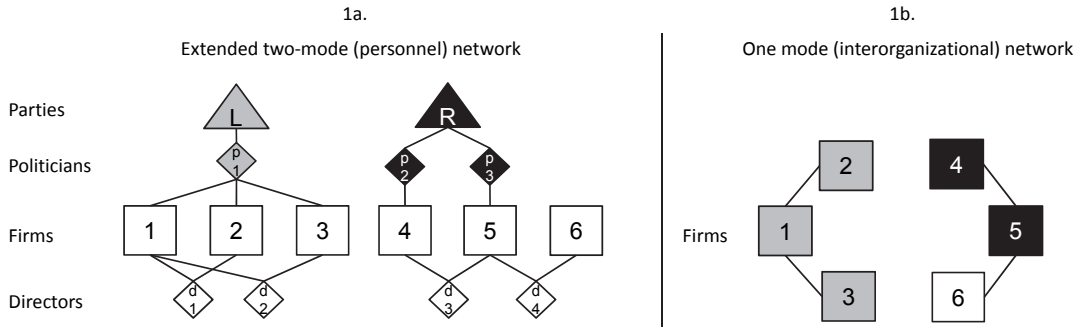 1a.
1b.
Extended two-mode (personnel) network
One mode (interorganizational) network
Parties
L
R
Politicians
p
1
p
2
p
3
Firms
1
2
3
4
5
6
Directors
d
1
d
2
d
3
d
4
Firms
2
4
1
5
3
6